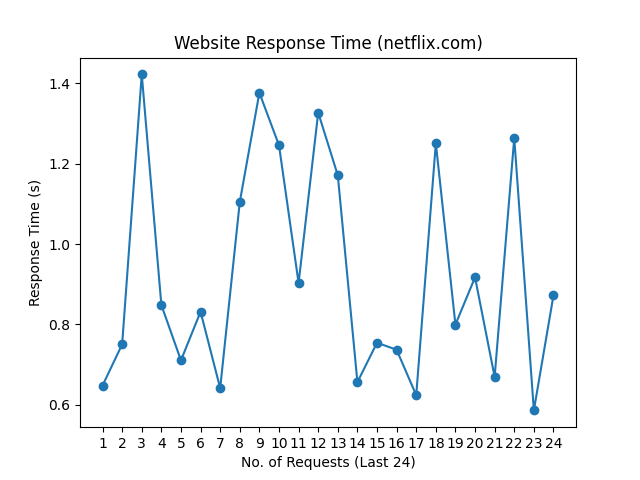 Website Response Time (netflix.com)
Response Time (s)
1.4
1.2
1.0
0.8
0.6
1 2 3 4 5 6 7 8 9 10 11 12 13 14 15 16 17 18 19 20 21 22 23 24
No. of Requests (Last 24)